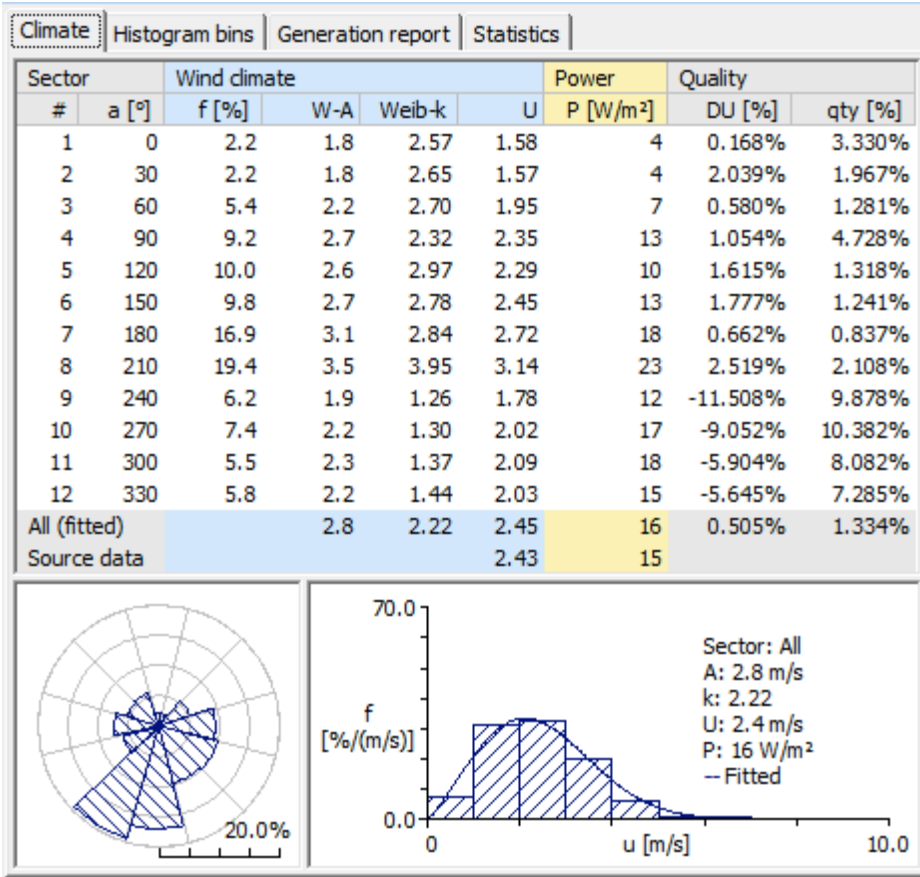 Climate Histogram bins Generation report Statistics
Sector Wind climate Power Quality
# a [°] f [%] W-A Weib-k U P [W/m²] DU [%] qty [%]
1 0 2.2 1.8 2.57 1.58 4 0.168% 3.330%
2 30 2.2 1.8 2.65 1.57 4 2.039% 1.967%
3 60 5.4 2.2 2.70 1.95 7 0.580% 1.281%
4 90 9.2 2.7 2.32 2.35 13 1.054% 4.728%
5 120 10.0 2.6 2.97 2.29 10 1.615% 1.318%
6 150 9.8 2.7 2.78 2.45 13 1.777% 1.241%
7 180 16.9 3.1 2.84 2.72 18 0.662% 0.837%
8 210 19.4 3.5 3.95 3.14 23 2.519% 2.108%
9 240 6.2 1.9 1.26 1.78 12 -11.508% 9.878%
10 270 7.4 2.2 1.30 2.02 17 -9.052% 10.382%
11 300 5.5 2.3 1.37 2.09 18 -5.904% 8.082%
12 330 5.8 2.2 1.44 2.03 15 -5.645% 7.285%
All (fitted) 2.8 2.22 2.45 16 0.505% 1.334%
Source data 2.43 15
20.0%
70.0
f
[%/(m/s)]
0.0
0 u [m/s] 10.0
Sector: All
A: 2.8 m/s
k: 2.22
U: 2.4 m/s
P: 16 W/m²
-- Fitted